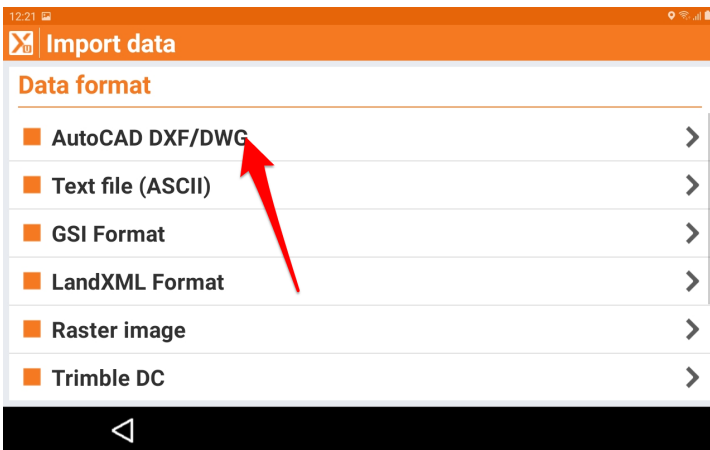 12:21
Import data
Data format
AutoCAD DXF/DWG
Text file (ASCII)
GSI Format
LandXML Format
Raster image
Trimble DC